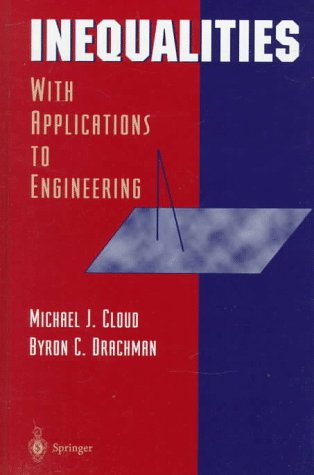 INEQUALITIES
WITH
APPLICATIONS
TO
ENGINEERING
MICHAEL J. CLOUD
BYRON C. DRACHMAN
Springer